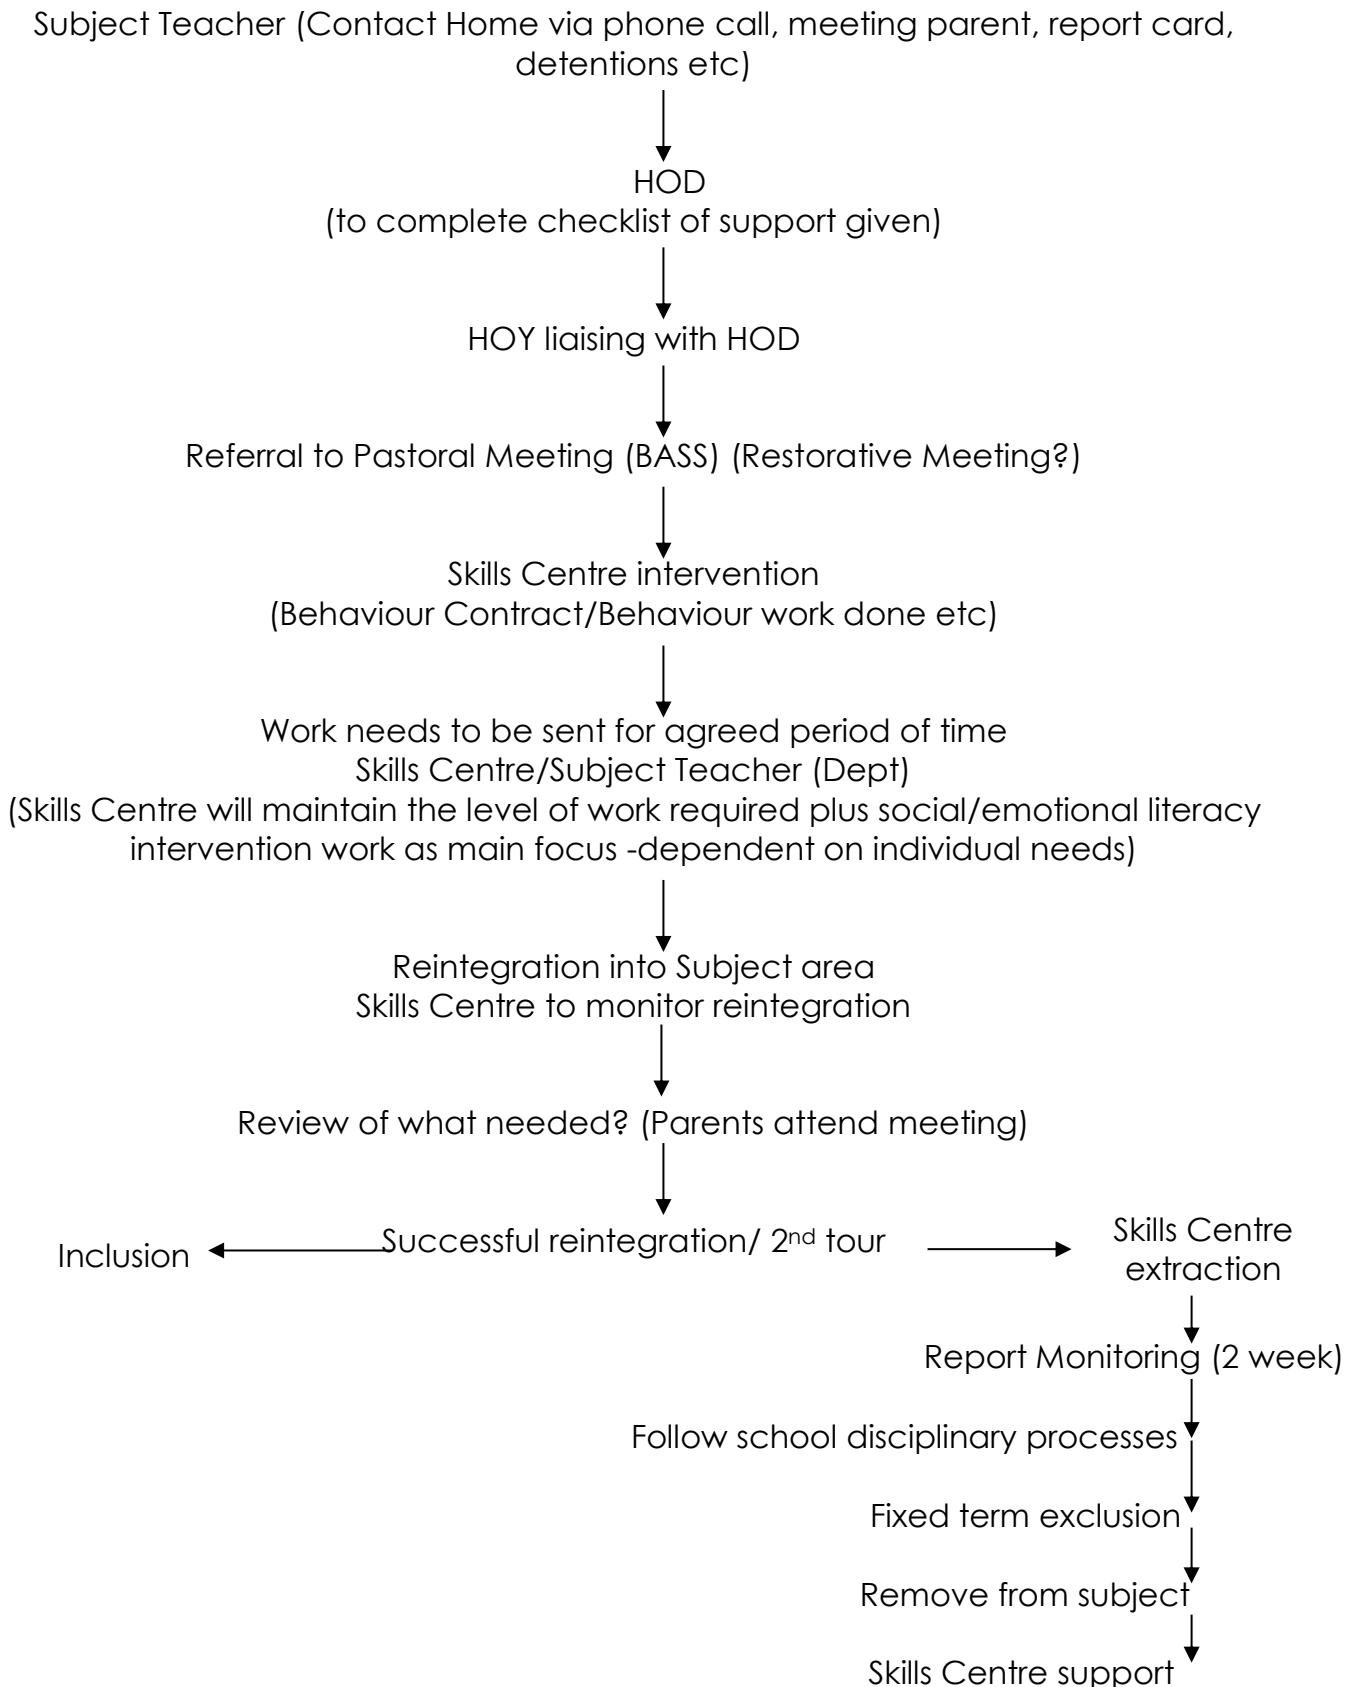 Subject Teacher (Contact Home via phone call, meeting parent, report card,
detentions etc)
HOD
(to complete checklist of support given)
HOY liaising with HOD
Referral to Pastoral Meeting (BASS) (Restorative Meeting?)
Skills Centre intervention
(Behaviour Contract/Behaviour work done etc)
Work needs to be sent for agreed period of time
Skills Centre/Subject Teacher (Dept)
(Skills Centre will maintain the level of work required plus social/emotional literacy
intervention work as main focus -dependent on individual needs)
Reintegration into Subject area
Skills Centre to monitor reintegration
Review of what needed? (Parents attend meeting)
Inclusion
Successful reintegration/ 2nd tour
Skills Centre
extraction
Report Monitoring (2 week)
Follow school disciplinary processes
Fixed term exclusion
Remove from subject
Skills Centre support